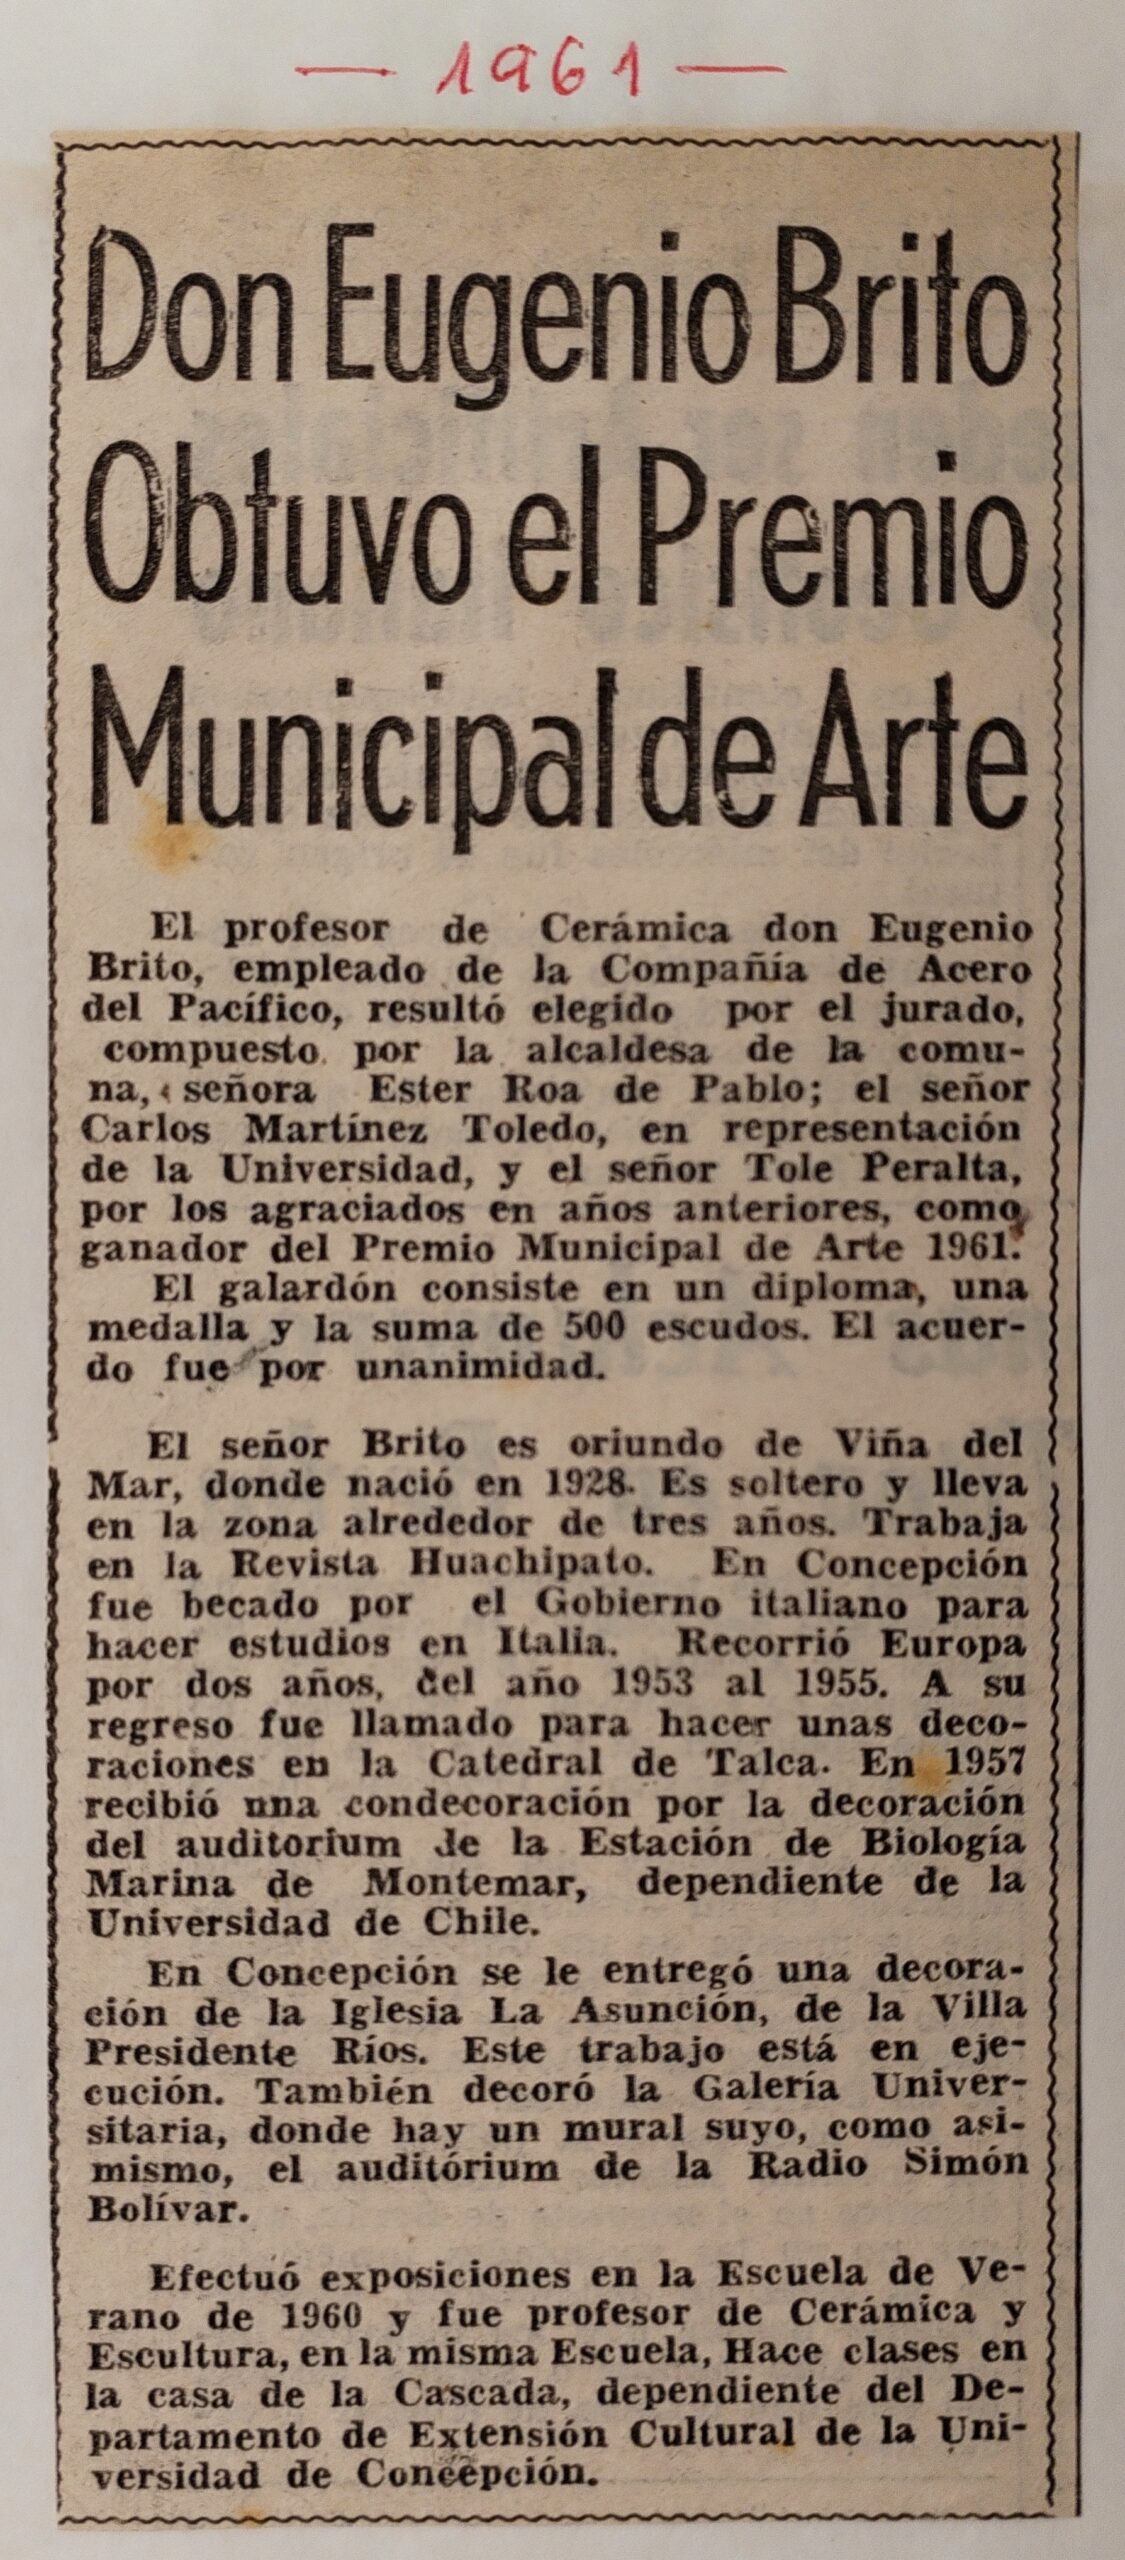 — 1961 —
Don Eugenio Brito
Obtuvo el Premio
Municipal de Arte
El profesor de Cerámica don Eugenio
Brito, empleado de la Compañía de Acero
del Pacífico, resultó elegido por el jurado,
compuesto por la alcaldesa de la comu-
na, señora Ester Roa de Pablo; el señor
Carlos Martínez Toledo, en representación
de la Universidad, y el señor Tole Peralta,
por los agraciados en años anteriores, como
ganador del Premio Municipal de Arte 1961.
El galardón consiste en un diploma, una
medalla y la suma de 500 escudos. El acuer-
do fue por unanimidad.
El señor Brito es oriundo de Viña del
Mar, donde nació en 1928. Es soltero y lleva
en la zona alrededor de tres años. Trabaja
en la Revista Huachipato. En Concepción
fue becado por el Gobierno italiano para
hacer estudios en Italia. Recorrió Europa
por dos años, del año 1953 al 1955. A su
regreso fue llamado para hacer unas deco-
raciones en la Catedral de Talca. En 1957
recibió una condecoración por la decoración
del auditorium de la Estación de Biología
Marina de Montemar, dependiente de la
Universidad de Chile.
En Concepción se le entregó una decora-
ción de la Iglesia La Asunción, de la Villa
Presidente Ríos. Este trabajo está en eje-
cución. También decoró la Galería Univer-
sitaria, donde hay un mural suyo, como asi-
mismo, el auditórium de la Radio Simón
Bolívar.
Efectuó exposiciones en la Escuela de Ve-
rano de 1960 y fue profesor de Cerámica y
Escultura, en la misma Escuela, Hace clases en
la casa de la Cascada, dependiente del De-
partamento de Extensión Cultural de la Uni-
versidad de Concepción.